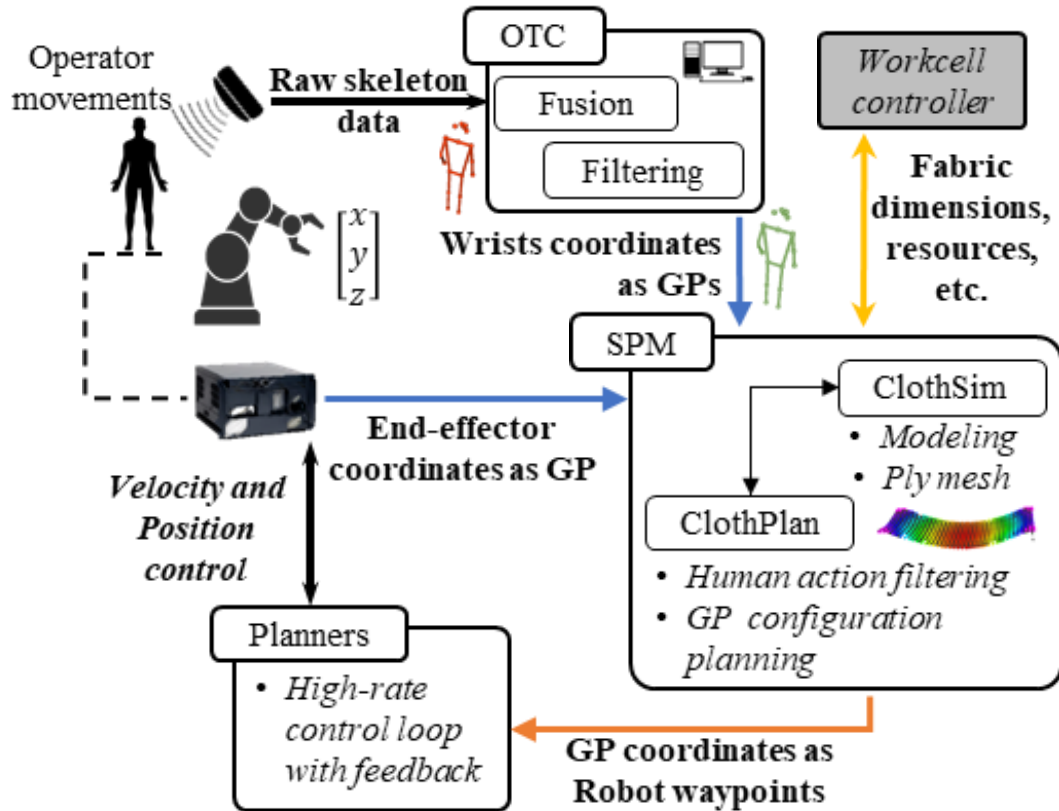 OTC
Operator
movements
Raw skeleton
data
Fusion
Filtering
Workcell
controller
x
y
z
Wrists coordinates
as GPs
Fabric
dimensions,
resources,
etc.
SPM
ClothSim
• Modeling
• Ply mesh
End-effector
coordinates as GP
Velocity and
Position
control
ClothPlan
• Human action filtering
• GP configuration
planning
Planners
• High-rate
control loop
with feedback
GP coordinates as
Robot waypoints